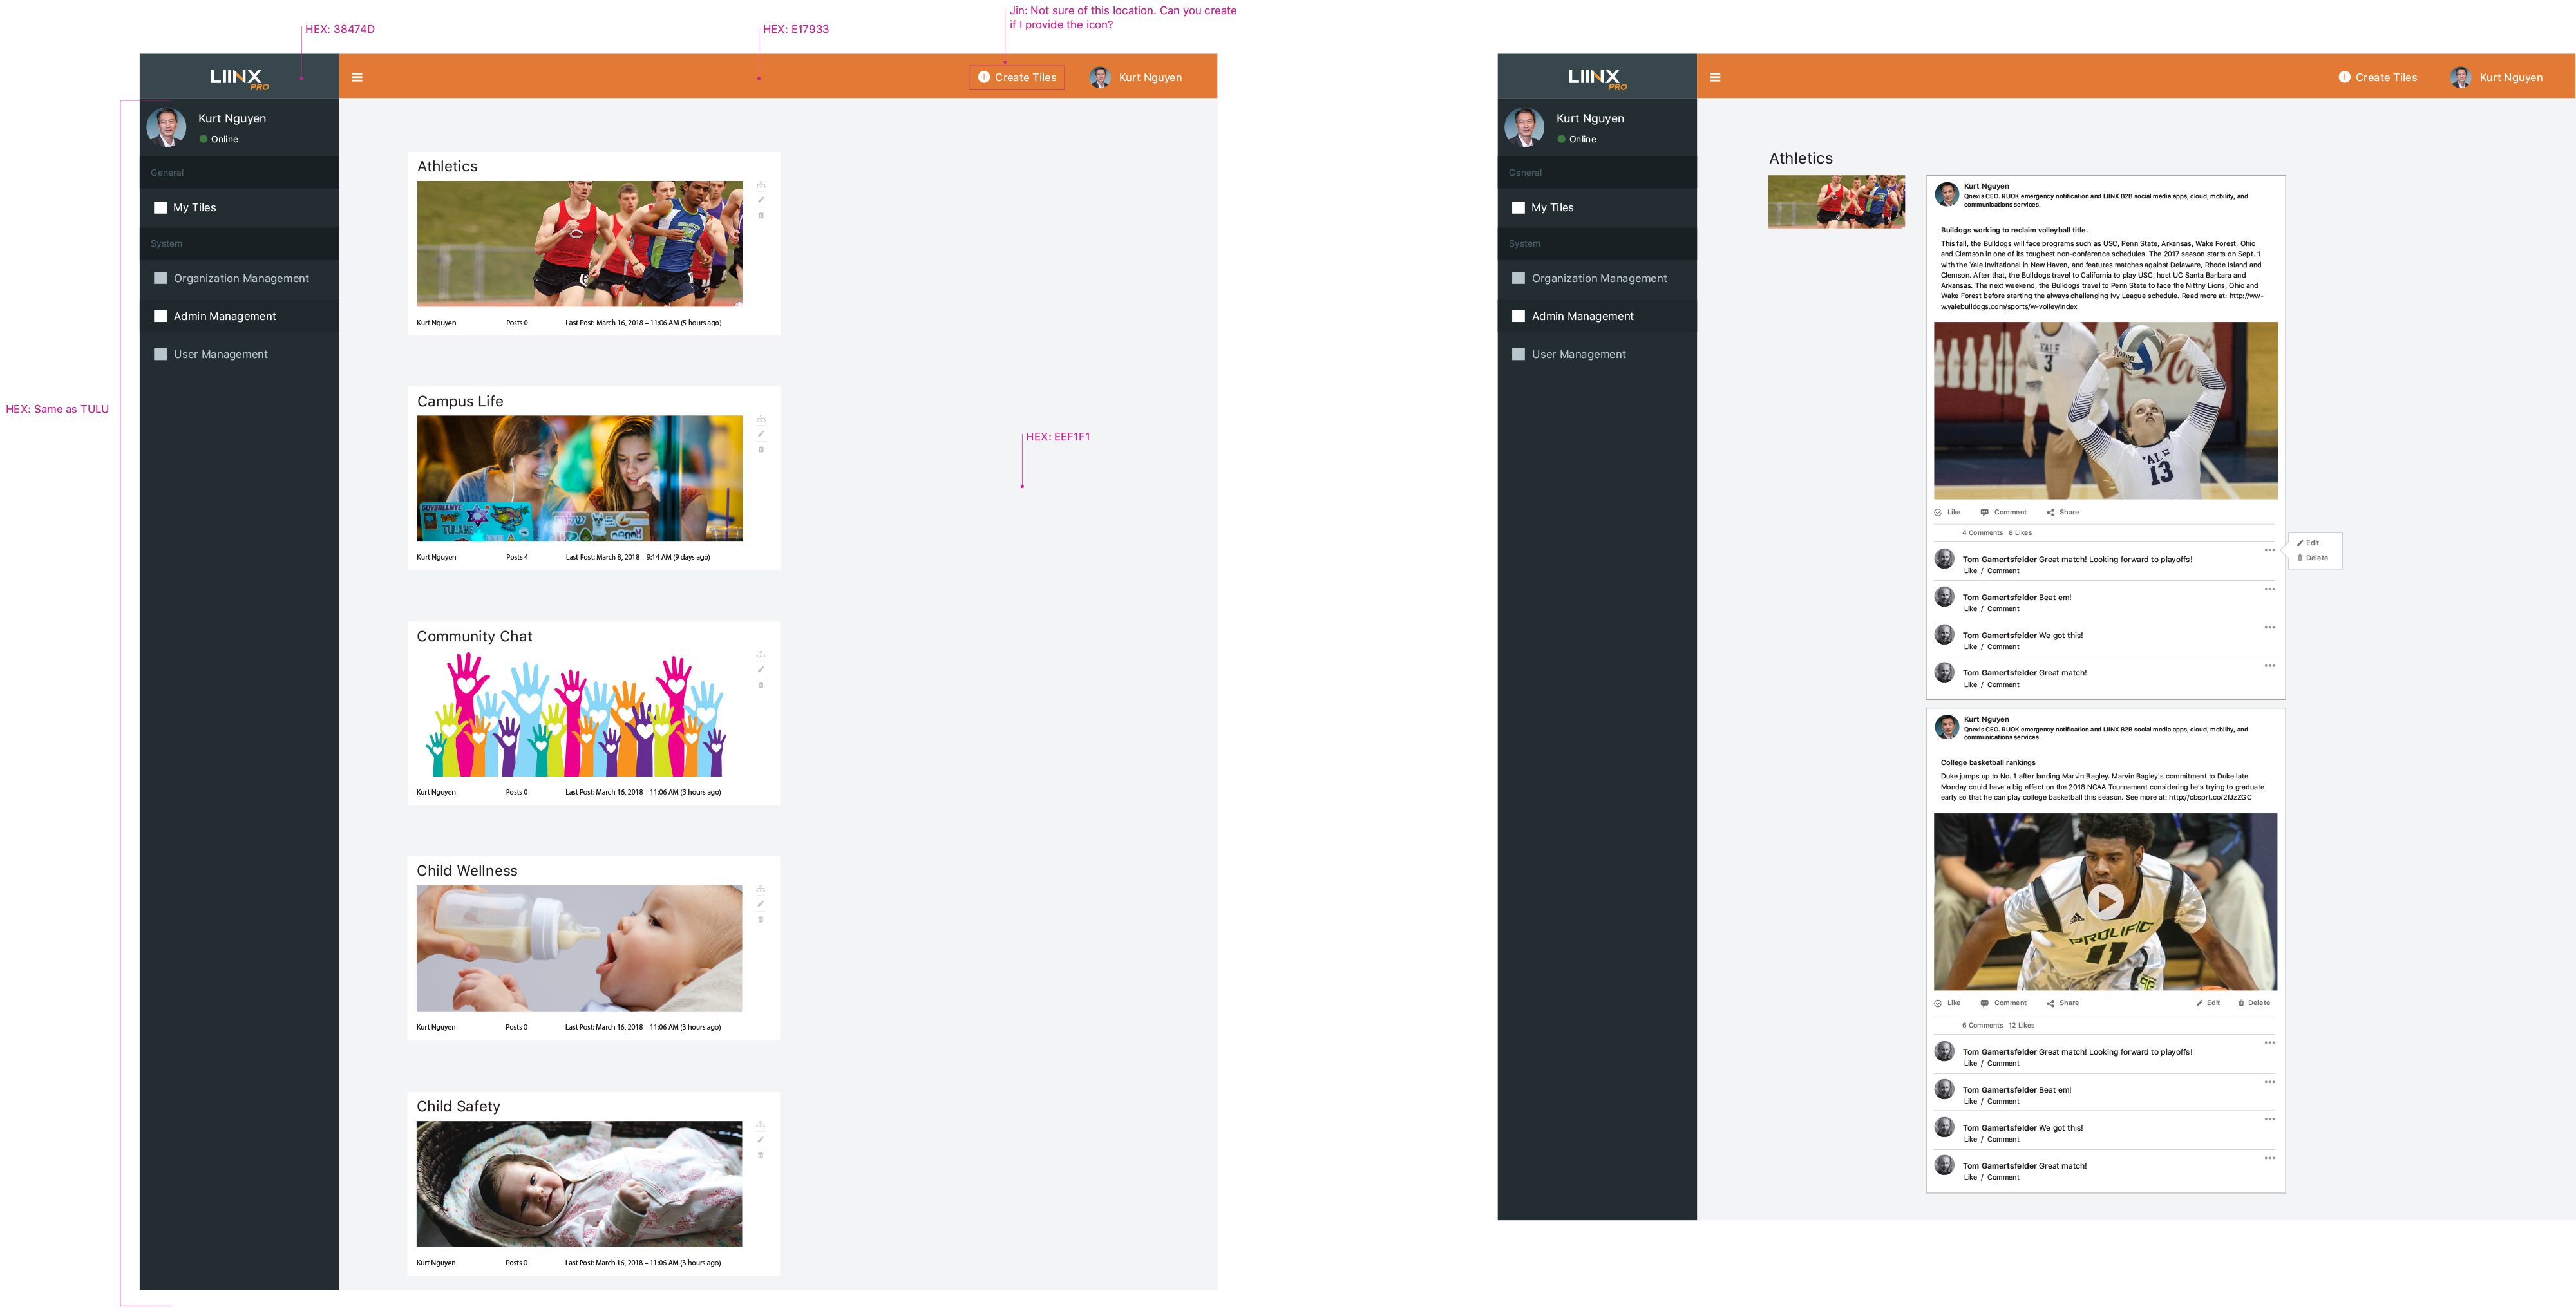 Jin: Not sure of this location. Can you create
if I provide the icon?
HEX: 38474D
HEX: E17933
LIINX
PRO
Create Tiles
Kurt Nguyen
Kurt Nguyen
Online
General
My Tiles
System
Organization Management
Admin Management
User Management
HEX: Same as TULU
HEX: EEF1F1
Athletics
Kurt Nguyen Posts 0 Last Post: March 16, 2018 – 11:06 AM (5 hours ago)
Campus Life
GOVBALLNYC
TULANE
Kurt Nguyen Posts 4 Last Post: March 8, 2018 – 9:14 AM (9 days ago)
Community Chat
Kurt Nguyen Posts 0 Last Post: March 16, 2018 – 11:06 AM (3 hours ago)
Child Wellness
Kurt Nguyen Posts 0 Last Post: March 16, 2018 – 11:06 AM (3 hours ago)
Child Safety
Kurt Nguyen Posts 0 Last Post: March 16, 2018 – 11:06 AM (3 hours ago)
LIINX
PRO
Create Tiles
Kurt Nguyen
Kurt Nguyen
Online
General
My Tiles
System
Organization Management
Admin Management
User Management
Athletics
Kurt Nguyen
Qnexis CEO. RUOK emergency notification and LIINX B2B social media apps, cloud, mobility, and
communications services.
Bulldogs working to reclaim volleyball title.
This fall, the Bulldogs will face programs such as USC, Penn State, Arkansas, Wake Forest, Ohio
and Clemson in one of its toughest non-conference schedules. The 2017 season starts on Sept. 1
with the Yale Invitational in New Haven, and features matches against Delaware, Rhode Island and
Clemson. After that, the Bulldogs travel to California to play USC, host UC Santa Barbara and
Arkansas. The next weekend, the Bulldogs travel to Penn State to face the Nittny Lions, Ohio and
Wake Forest before starting the always challenging Ivy League schedule. Read more at: http://ww-
w.yalebulldogs.com/sports/w-volley/index
YALE
3
YALE
13
Like Comment Share
4 Comments 8 Likes
Edit
Delete
Tom Gamertsfelder Great match! Looking forward to playoffs!
Like / Comment
Tom Gamertsfelder Beat em!
Like / Comment
Tom Gamertsfelder We got this!
Like / Comment
Tom Gamertsfelder Great match!
Like / Comment
Kurt Nguyen
Qnexis CEO. RUOK emergency notification and LIINX B2B social media apps, cloud, mobility, and
communications services.
College basketball rankings
Duke jumps up to No. 1 after landing Marvin Bagley. Marvin Bagley's commitment to Duke late
Monday could have a big effect on the 2018 NCAA Tournament considering he's trying to graduate
early so that he can play college basketball this season. See more at: http://cbsprt.co/2fJzZGC
PROLIFIC
11
Like Comment Share Edit Delete
6 Comments 12 Likes
Tom Gamertsfelder Great match! Looking forward to playoffs!
Like / Comment
Tom Gamertsfelder Beat em!
Like / Comment
Tom Gamertsfelder We got this!
Like / Comment
Tom Gamertsfelder Great match!
Like / Comment